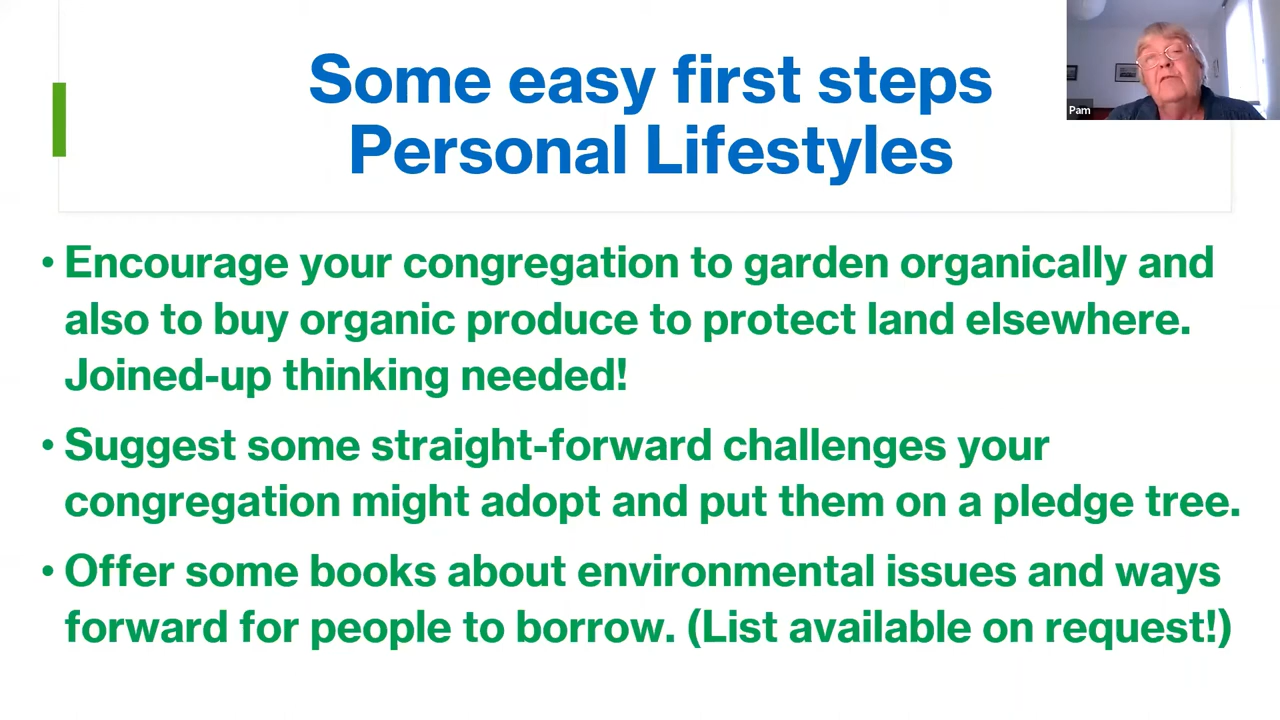 Some easy first steps
Personal Lifestyles
Pam
• Encourage your congregation to garden organically and
also to buy organic produce to protect land elsewhere.
Joined-up thinking needed!
• Suggest some straight-forward challenges your
congregation might adopt and put them on a pledge tree.
• Offer some books about environmental issues and ways
forward for people to borrow. (List available on request!)